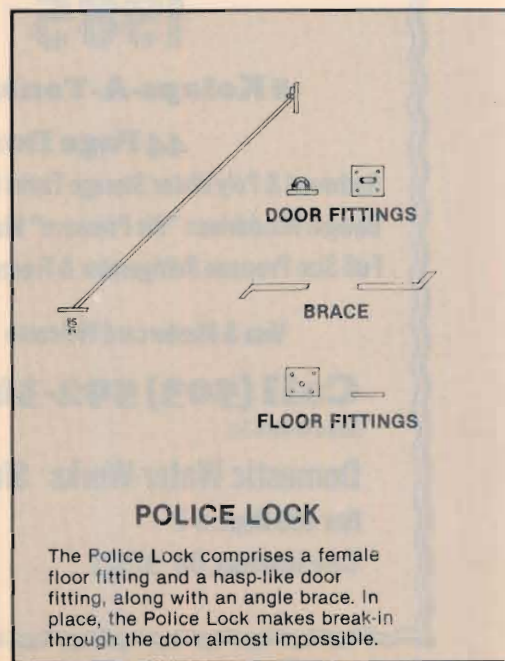 DOOR FITTINGS
BRACE
FLOOR FITTINGS
POLICE LOCK
The Police Lock comprises a female
floor fitting and a hasp-like door
fitting, along with an angle brace. In
place, the Police Lock makes break-in
through the door almost impossible.